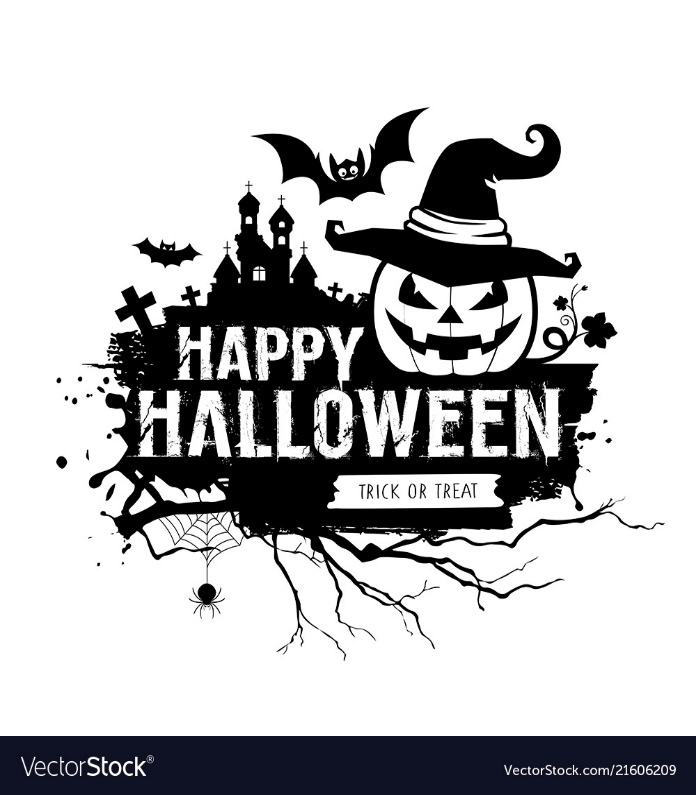 HAPPY
HALLOWEEN
TRICK OR TREAT
VectorStock®
VectorStock.com/21606209